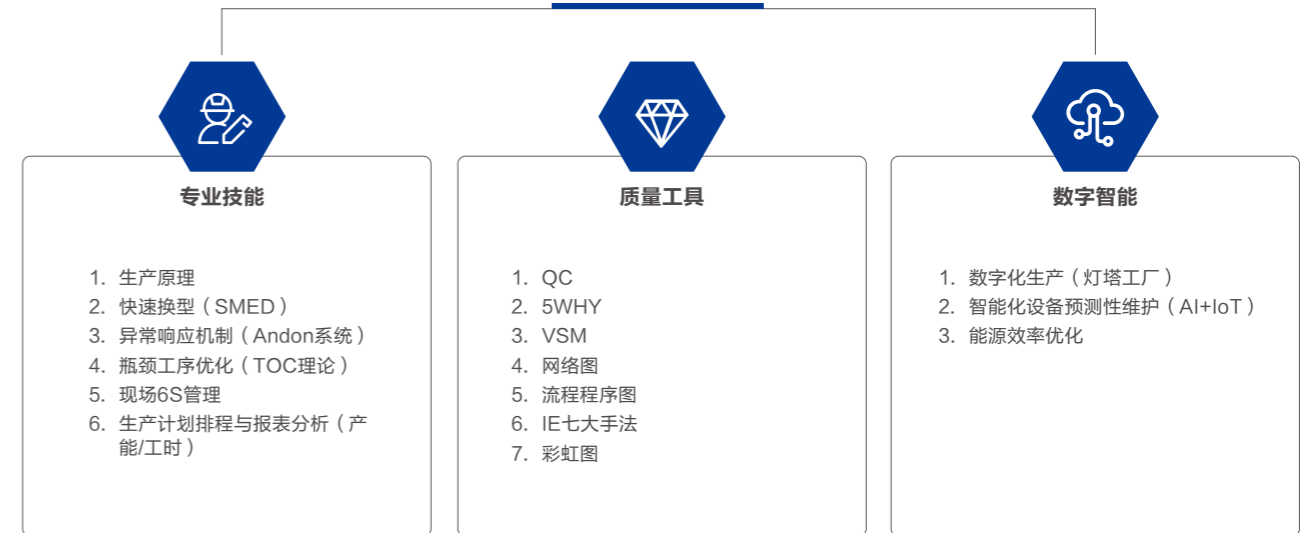 专业技能
1. 生产原理
2. 快速换型（SMED）
3. 异常响应机制（Andon系统）
4. 瓶颈工序优化（TOC理论）
5. 现场6S管理
6. 生产计划排程与报表分析（产
能/工时）
质量工具
1. QC
2. 5WHY
3. VSM
4. 网络图
5. 流程程序图
6. IE七大手法
7. 彩虹图
数字智能
1. 数字化生产（灯塔工厂）
2. 智能化设备预测性维护（AI+IoT）
3. 能源效率优化